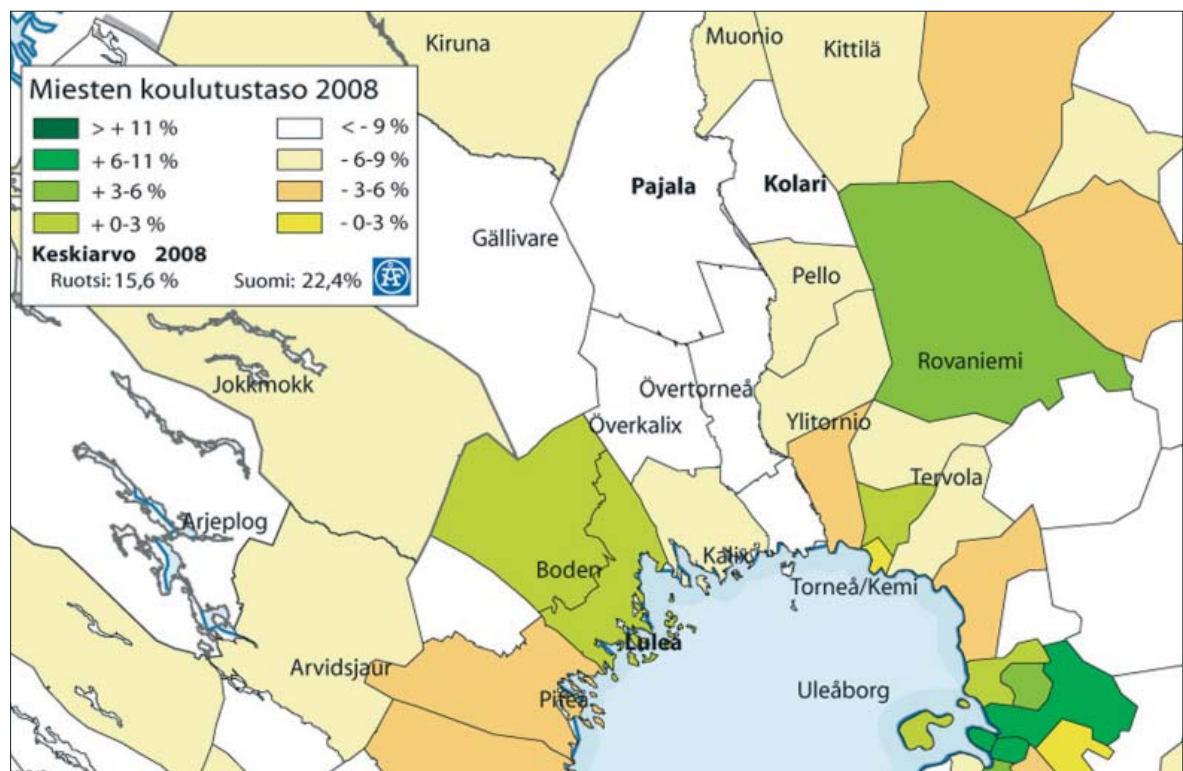 Kiruna
Muonio
Kittilä
Miesten koulutustaso 2008
> + 11 %
< - 9 %
+ 6-11 %
- 6-9 %
+ 3-6 %
- 3-6 %
+ 0-3 %
- 0-3 %
Keskiarvo 2008
Ruotsi: 15,6 % Suomi: 22,4%
ÅF
Pajala
Kolari
Gällivare
Pello
Jokkmokk
Övertorneå
Rovaniemi
Överkalix
Ylitornio
Tervola
Arjeplog
Boden
Kalix
Torneå/Kemi
Luleå
Arvidsjaur
Piteå
Uleåborg